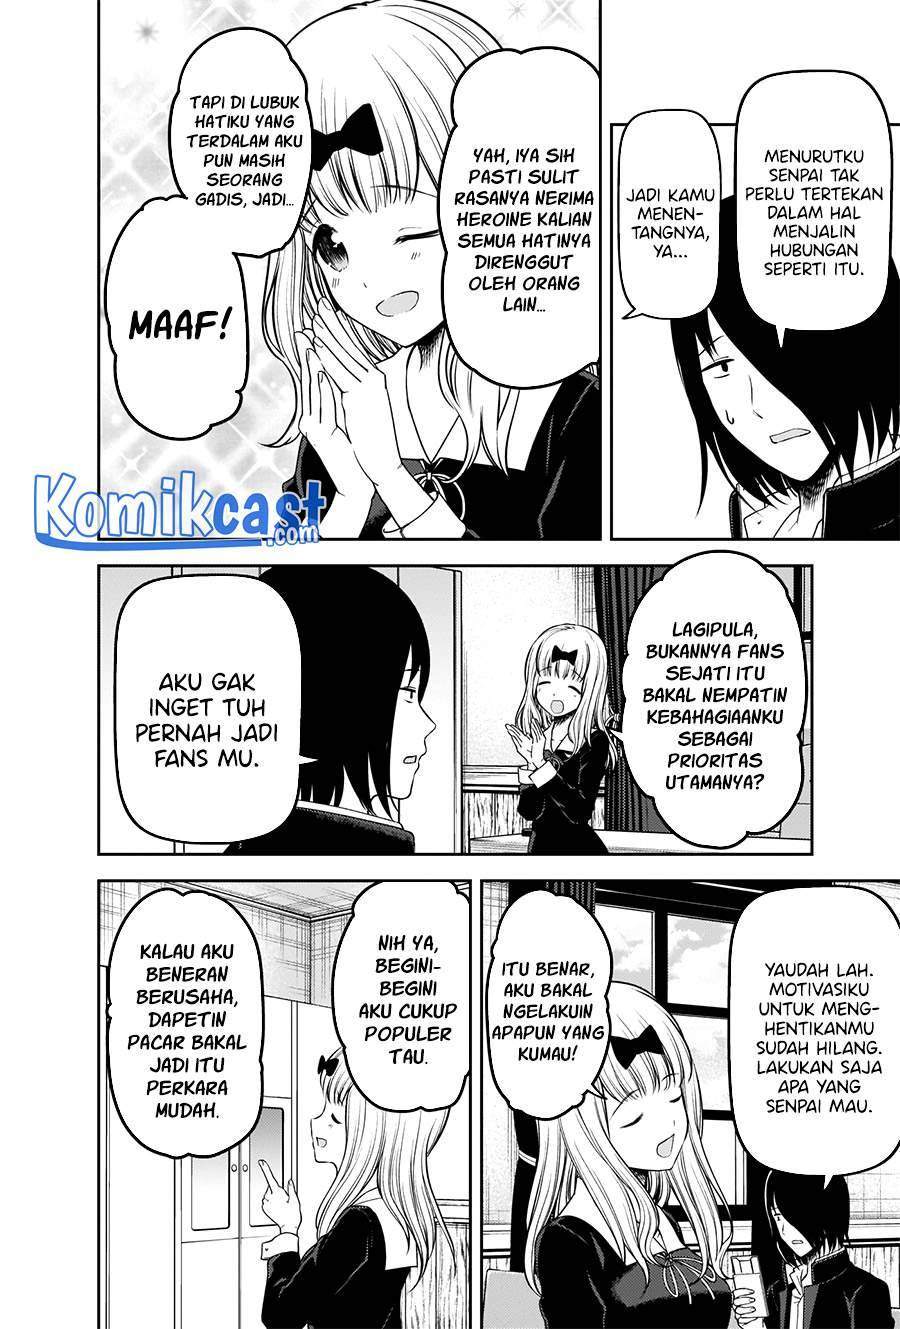 MENURUTKU
SENPAI TAK
PERLU TERTEKAN
DALAM HAL
MENJALIN
HUBUNGAN
SEPERTI ITU.
JADI KAMU
MENEN-
TANGNYA,
YA...
YAH, IYA SIH
PASTI SULIT
RASANYA NERIMA
HEROINE KALIAN
SEMUA HATINYA
DIRENGGUT
OLEH ORANG
LAIN...
TAPI DI LUBUK
HATIKU YANG
TERDALAM AKU
PUN MASIH
SEORANG
GADIS, JADI...
MAAF!
Komikcast
.com
LAGIPULA,
BUKANNYA FANS
SEJATI ITU
BAKAL NEMPATIN
KEBAHAGIAANKU
SEBAGAI
PRIORITAS
UTAMANYA?
AKU GAK
INGET TUH
PERNAH JADI
FANS MU.
YAUDAH LAH.
MOTIVASIKU
UNTUK MENG-
HENTIKANMU
SUDAH HILANG.
LAKUKAN SAJA
APA YANG
SENPAI MAU.
ITU BENAR,
AKU BAKAL
NGELAKUIN
APAPUN YANG
KUMAU!
NIH YA,
BEGINI-
BEGINI
AKU CUKUP
POPULER
TAU.
KALAU AKU
BENERAN
BERUSAHA,
DAPETIN
PACAR BAKAL
JADI ITU
PERKARA
MUDAH.